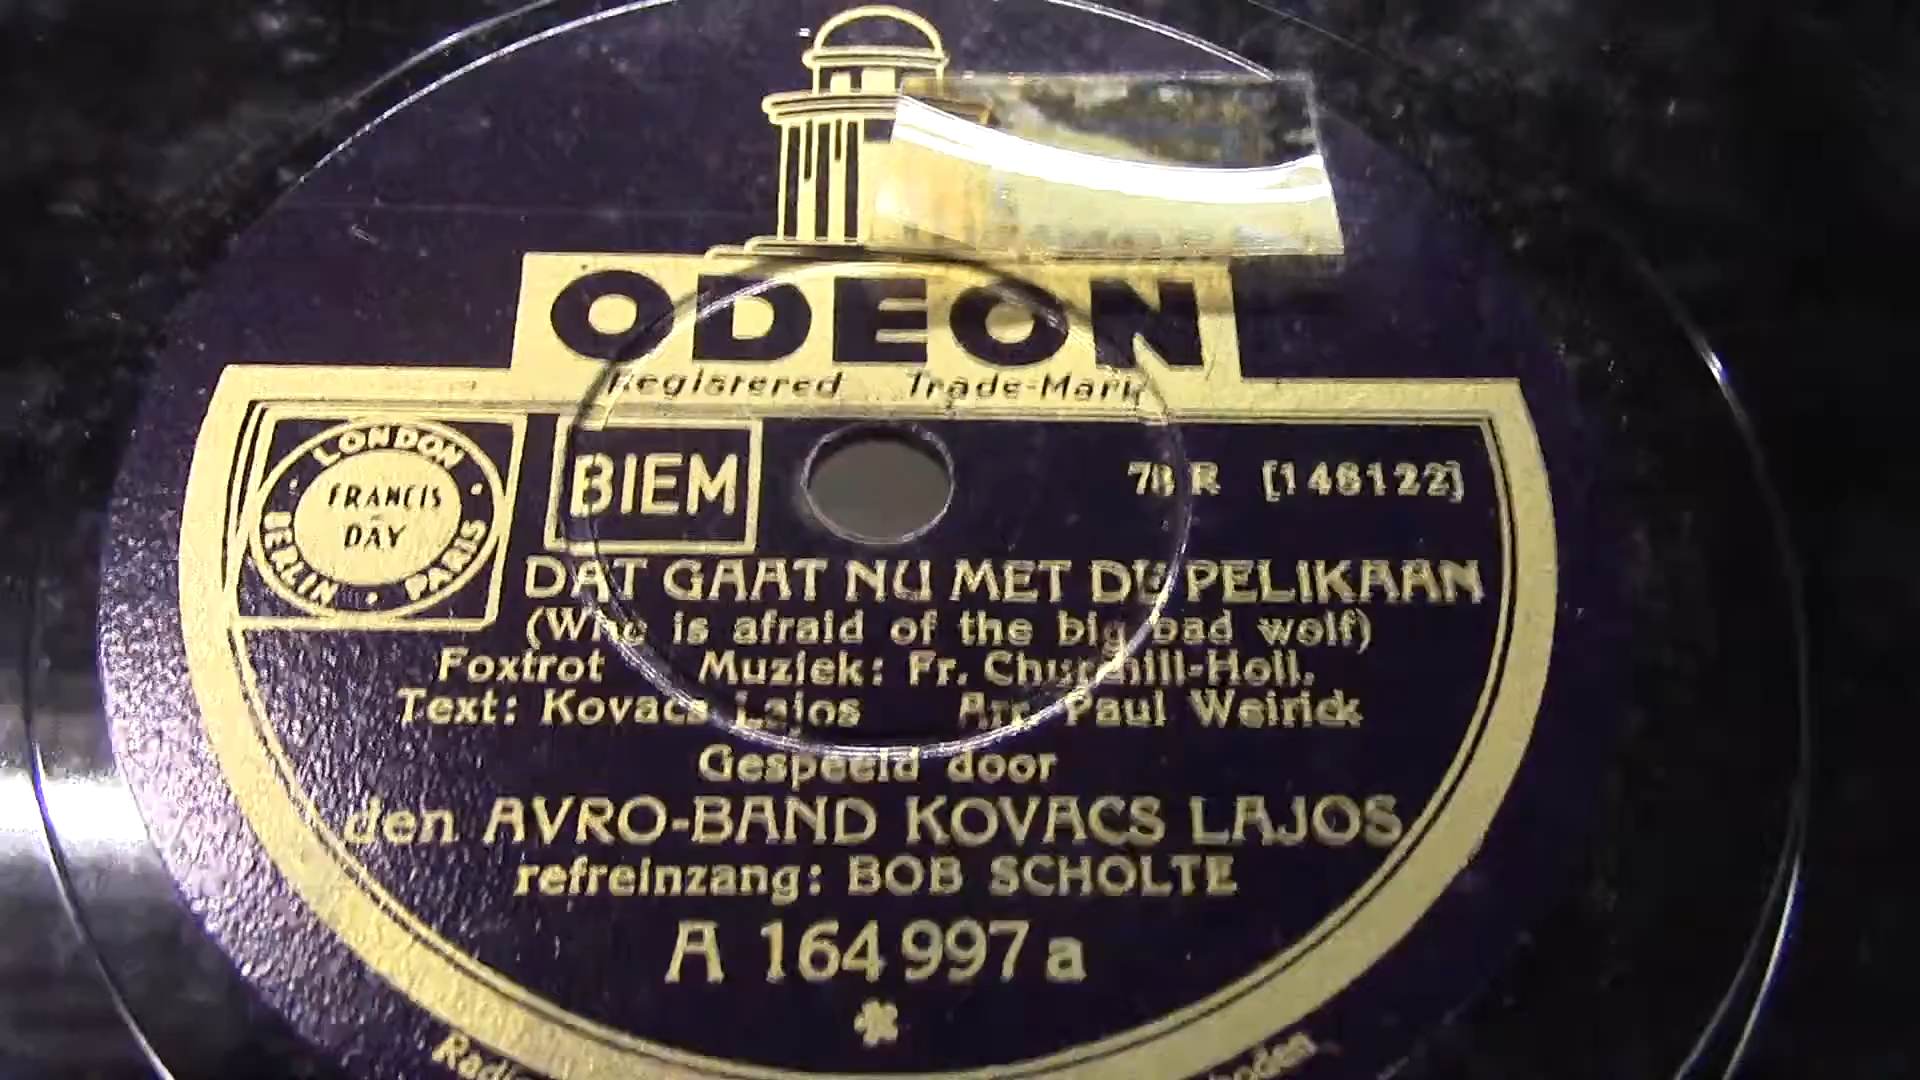 ODEON
Registered Trade-Mark
LONDON
FRANCIS
DAY
BERLIN · PARIS
BIEM
78 R [146122]
DAT GAAT NU MET DE PELIKAAN
(Who is afraid of the big bad wolf)
Foxtrot Muziek: Fr. Churchill-Holl.
Text: Kovacs Lajos Arr. Paul Weirick
Gespeeld door
den AVRO-BAND KOVACS LAJOS
refreinzang: BOB SCHOLTE
A 164997 a